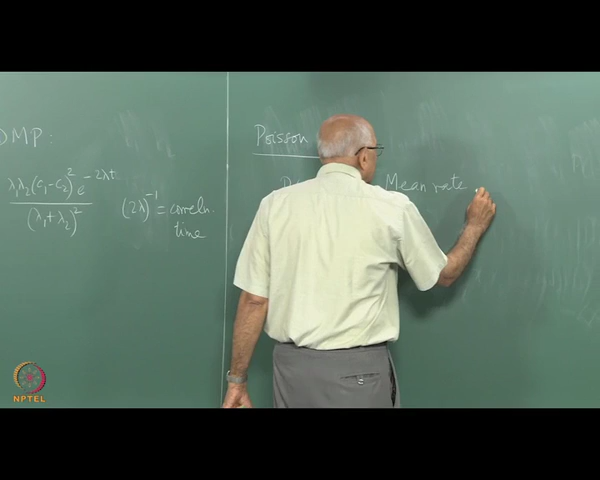 DMP:
λ₁λ₂(c₁-c₂)² e^{-2λt}
(λ₁+λ₂)²
(2λ)⁻¹ = correln.
time
Poisson
Mean rate
NPTEL